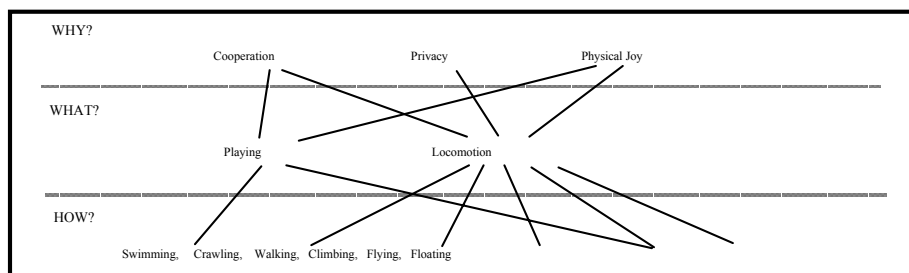 WHY?
Cooperation Privacy Physical Joy
WHAT?
Playing Locomotion
HOW?
Swimming, Crawling, Walking, Climbing, Flying, Floating